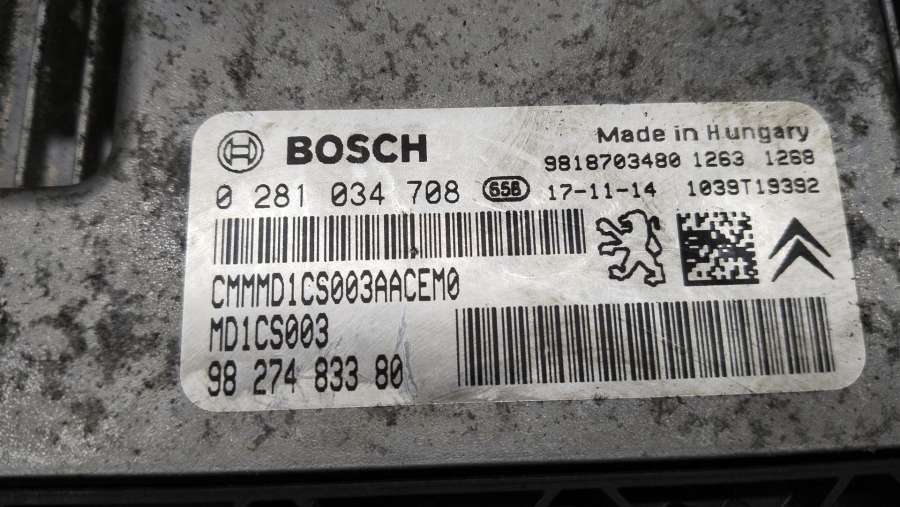 BOSCH
Made in Hungary
9818703480 1263 1268
0 281 034 708 658 17-11-14 1039T19392
CMMMD1CS003AACEM0
MD1CS003
98 274 833 80